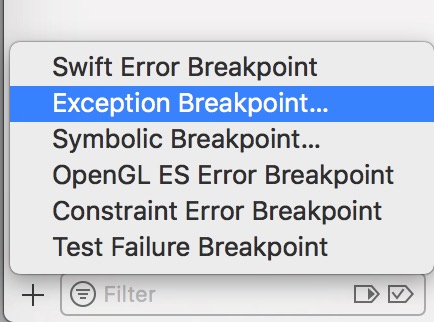 Swift Error Breakpoint
Exception Breakpoint...
Symbolic Breakpoint...
OpenGL ES Error Breakpoint
Constraint Error Breakpoint
Test Failure Breakpoint
Filter